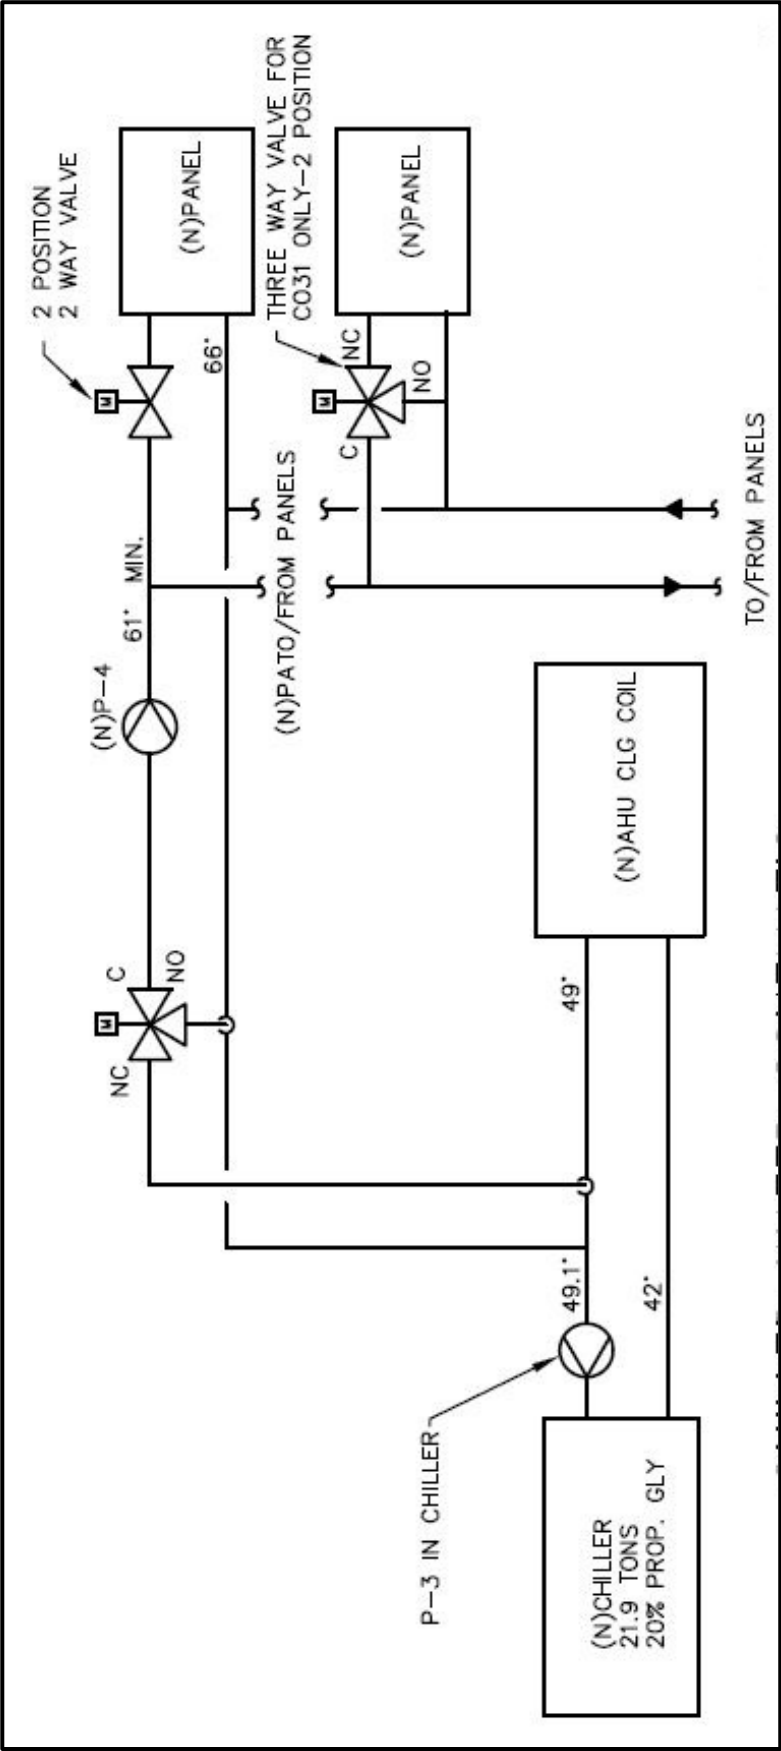 2 POSITION
2 WAY VALVE
(N)PANEL
66°
61° MIN.
(N)P-4
M
C
NO
NC
M
THREE WAY VALVE FOR
CO31 ONLY-2 POSITION
NC
NO
C
M
(N)PANEL
(N)PATO/FROM PANELS
TO/FROM PANELS
(N)AHU CLG COIL
49°
49.1°
42°
P-3 IN CHILLER
(N)CHILLER
21.9 TONS
20% PROP. GLY